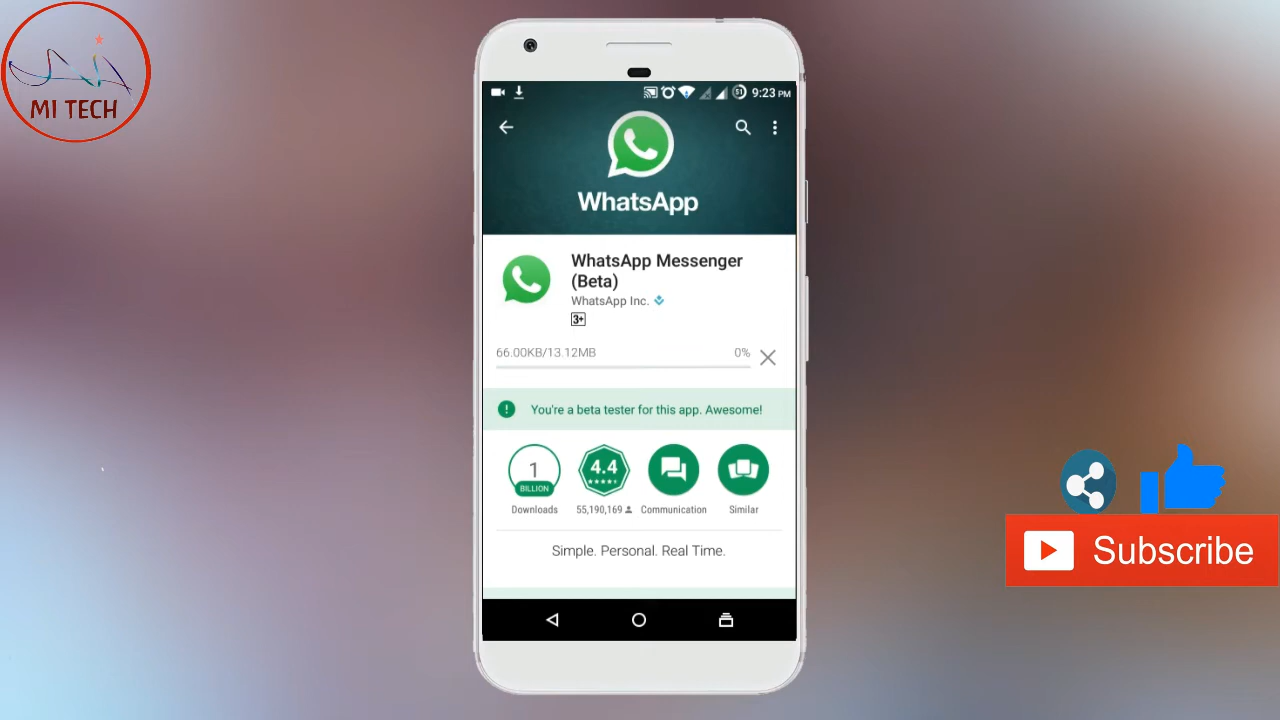 MI TECH
51 9:23 PM
WhatsApp
WhatsApp Messenger
(Beta)
WhatsApp Inc.
3+
66.00KB/13.12MB 0%
You're a beta tester for this app. Awesome!
1
BILLION
Downloads
4.4
55,190,169
Communication
Similar
Simple. Personal. Real Time.
Subscribe